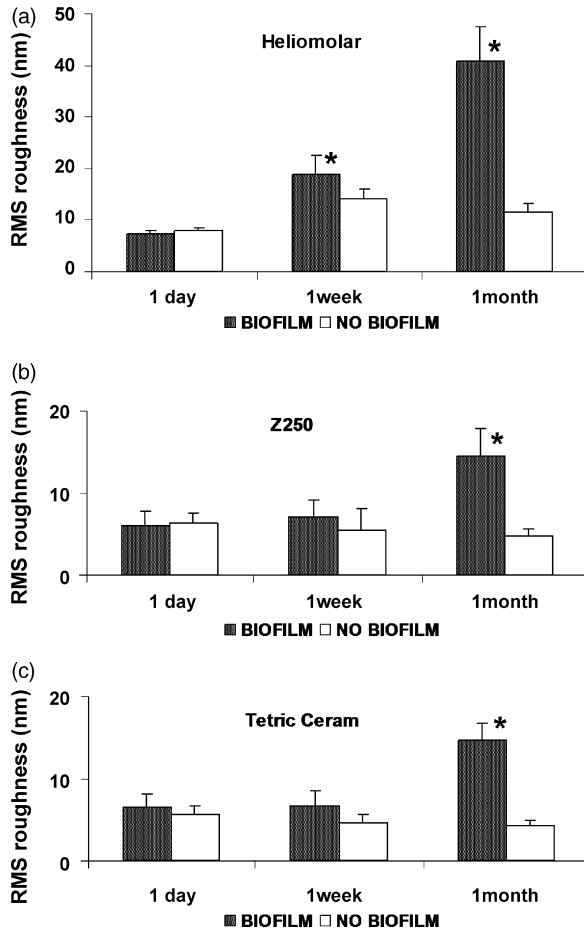 (a)
50
Heliomolar
*
40
RMS roughness (nm)
30
*
20
10
0
1 day 1week 1month
BIOFILM NO BIOFILM
(b)
20
Z250
*
RMS roughness (nm)
10
0
1 day 1week 1month
BIOFILM NO BIOFILM
(c)
20
Tetric Ceram
*
RMS roughness (nm)
10
0
1 day 1week 1month
BIOFILM NO BIOFILM